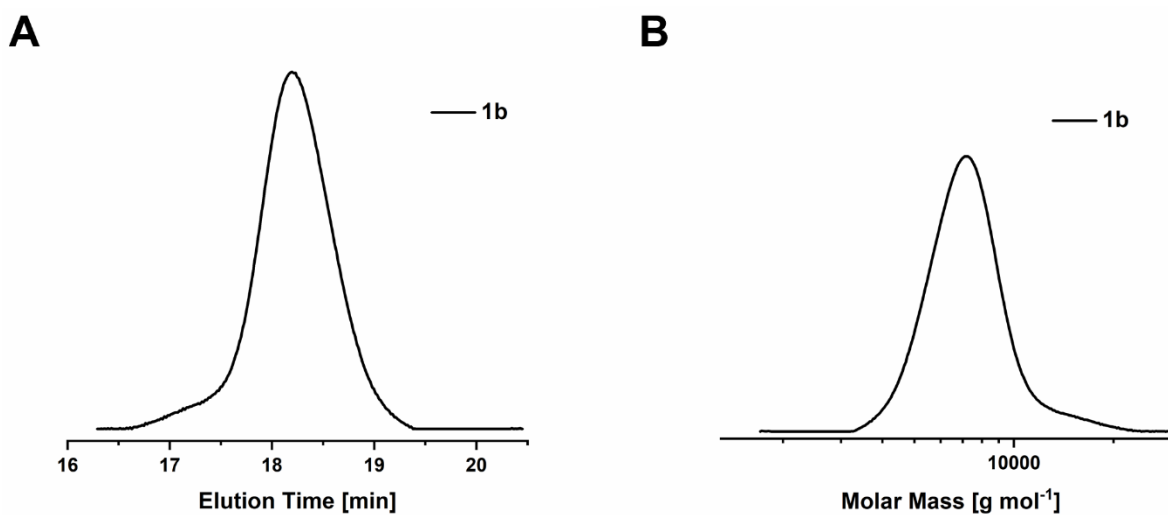 A
B
1b
1b
16 17 18 19 20
10000
Elution Time [min]
Molar Mass [g mol⁻¹]